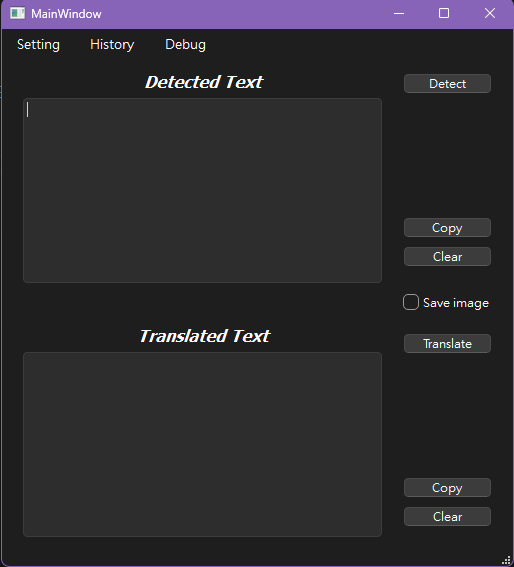 MainWindow
Setting History Debug
Detected Text
Detect
Copy
Clear
Save image
Translated Text
Translate
Copy
Clear